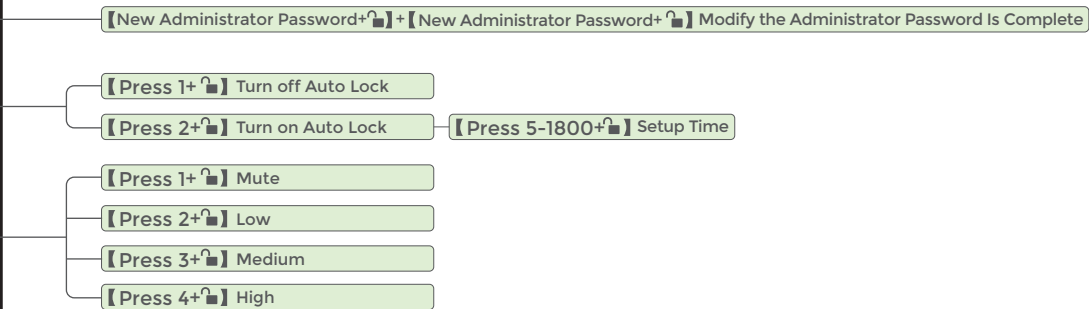 【New Administrator Password+🔓】+【New Administrator Password+ 🔓】 Modify the Administrator Password Is Complete
【Press 1+ 🔓】 Turn off Auto Lock
【Press 2+🔓】 Turn on Auto Lock
【Press 5-1800+🔓】 Setup Time
【Press 1+ 🔓】 Mute
【Press 2+🔓】 Low
【Press 3+🔓】 Medium
【Press 4+🔓】 High